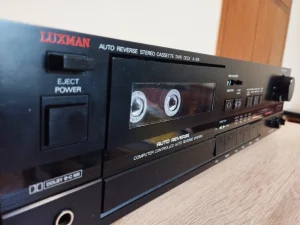 LUXMAN
AUTO REVERSE STEREO CASSETTE TAPE DECK
EJECT
POWER
AUTO REVERSE
COMPUTER CONTROLLED AUTO REVERSE SYSTEM
DOLBY B-C NR